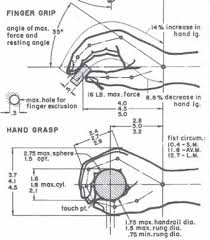 FINGER GRIP
angle of max.
force and
resting angle
35°
14% increase in
hand lg.
max. hole for
finger exclusion
16 LB. max. force
8.8% decrease in
hand lg.
4.0
4.5
5.0
HAND GRASP
2.8
3.0
3.2
fist circum.:
10.4 - S.M.
11.6 - AV.M.
12.7 - L.M.
2.75 max. sphere
1.5 opt.
3.7
4.1
4.5
1.6
1.8 max. cyl.
2.1
touch pt.
1.75 max. handroll dia.
1.5 max. rung dia.
.75 min. rung dia.